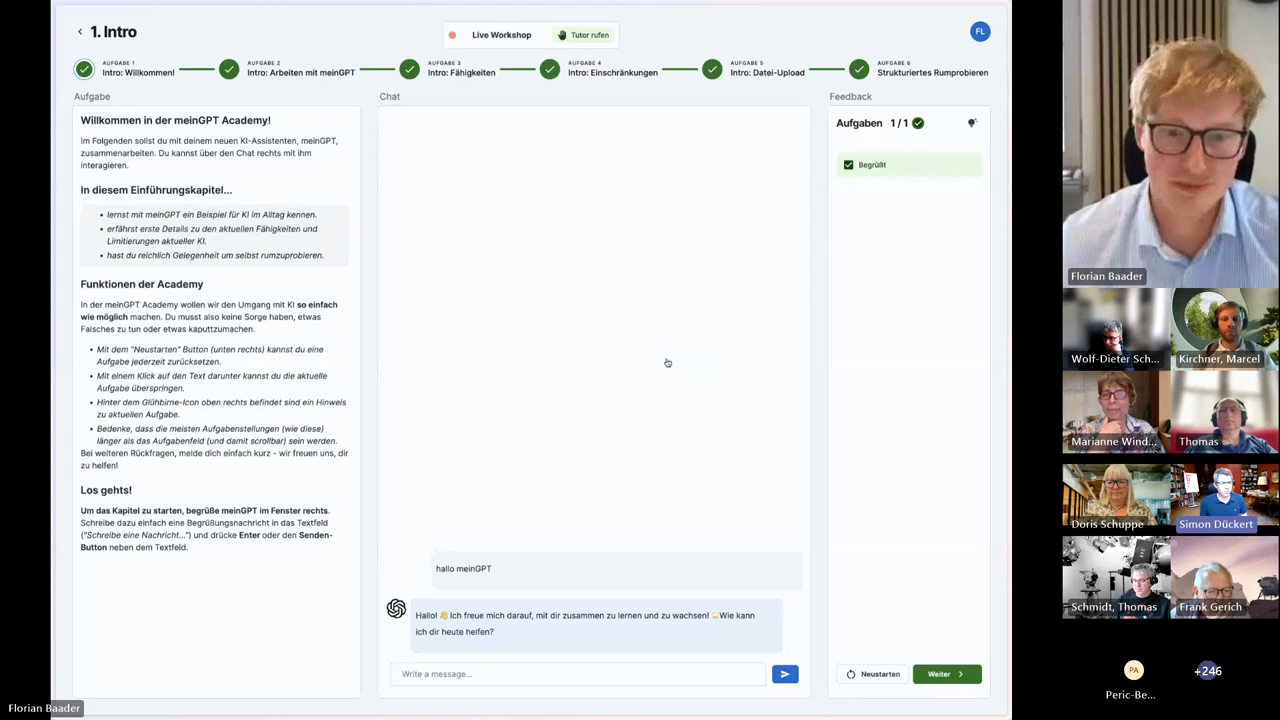 1. Intro
Live Workshop
Tutor rufen
FL
AUFGABE 1
Intro: Willkommen!
AUFGABE 2
Intro: Arbeiten mit meinGPT
AUFGABE 3
Intro: Fähigkeiten
AUFGABE 4
Intro: Einschränkungen
AUFGABE 5
Intro: Datei-Upload
AUFGABE 6
Strukturiertes Rumprobieren
Aufgabe
Willkommen in der meinGPT Academy!
Im Folgenden sollst du mit deinem neuen KI-Assistenten, meinGPT,
zusammenarbeiten. Du kannst über den Chat rechts mit ihm
interagieren.
In diesem Einführungskapitel...
• lernst mit meinGPT ein Beispiel für KI im Alltag kennen.
• erfährst erste Details zu den aktuellen Fähigkeiten und
Limitierungen aktueller KI.
• hast du reichlich Gelegenheit um selbst rumzuprobieren.
Funktionen der Academy
In der meinGPT Academy wollen wir den Umgang mit KI so einfach
wie möglich machen. Du musst also keine Sorge haben, etwas
Falsches zu tun oder etwas kaputtzumachen.
• Mit dem "Neustarten" Button (unten rechts) kannst du eine
Aufgabe jederzeit zurücksetzen.
• Mit einem Klick auf den Text darunter kannst du die aktuelle
Aufgabe überspringen.
• Hinter dem Glühbirne-Icon oben rechts befindet sind ein Hinweis
zu aktuellen Aufgabe.
• Bedenke, dass die meisten Aufgabenstellungen (wie diese)
länger als das Aufgabenfeld (und damit scrollbar) sein werden.
Bei weiteren Rückfragen, melde dich einfach kurz - wir freuen uns, dir
zu helfen!
Los gehts!
Um das Kapitel zu starten, begrüße meinGPT im Fenster rechts.
Schreibe dazu einfach eine Begrüßungsnachricht in das Textfeld
("Schreibe eine Nachricht...") und drücke Enter oder den Senden-
Button neben dem Textfeld.
Chat
hallo meinGPT
Hallo! 👋 Ich freue mich darauf, mit dir zusammen zu lernen und zu wachsen! Wie kann
ich dir heute helfen?
Write a message...
Feedback
Aufgaben 1 / 1
Begrüßt
Neustarten
Weiter
Florian Baader
Florian Baader
Wolf-Dieter Sch...
Kirchner, Marcel
Marianne Wind...
Thomas
Doris Schuppe
Simon Dückert
Schmidt, Thomas
Frank Gerich
PA
Peric-Be...
+246